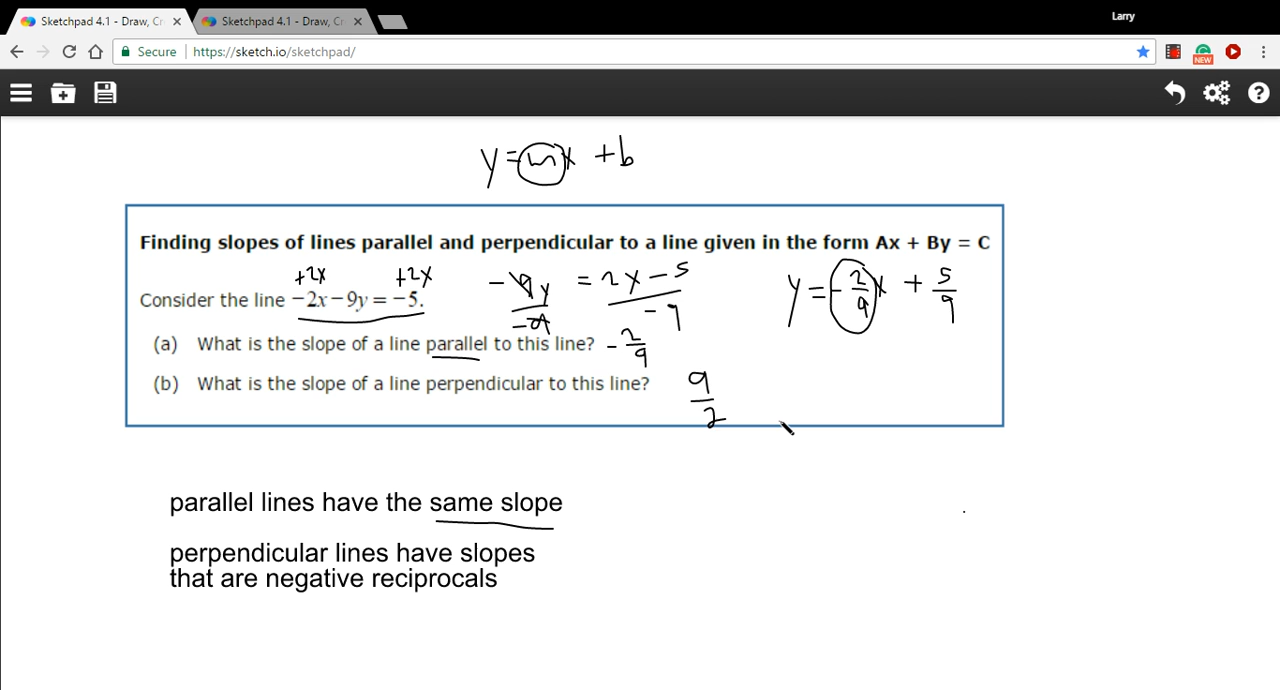 Larry
Sketchpad 4.1 - Draw, Cr
Sketchpad 4.1 - Draw, Cr
Secure
https://sketch.io/sketchpad/
NEW
y=mx +b
Finding slopes of lines parallel and perpendicular to a line given in the form Ax + By = C
+2x +2x
Consider the line −2x−9y = −5.
-9y = 2x-5
-9 -9
y = -2/9 x + 5/9
(a) What is the slope of a line parallel to this line? -2/9
(b) What is the slope of a line perpendicular to this line? 9/2
parallel lines have the same slope
perpendicular lines have slopes
that are negative reciprocals